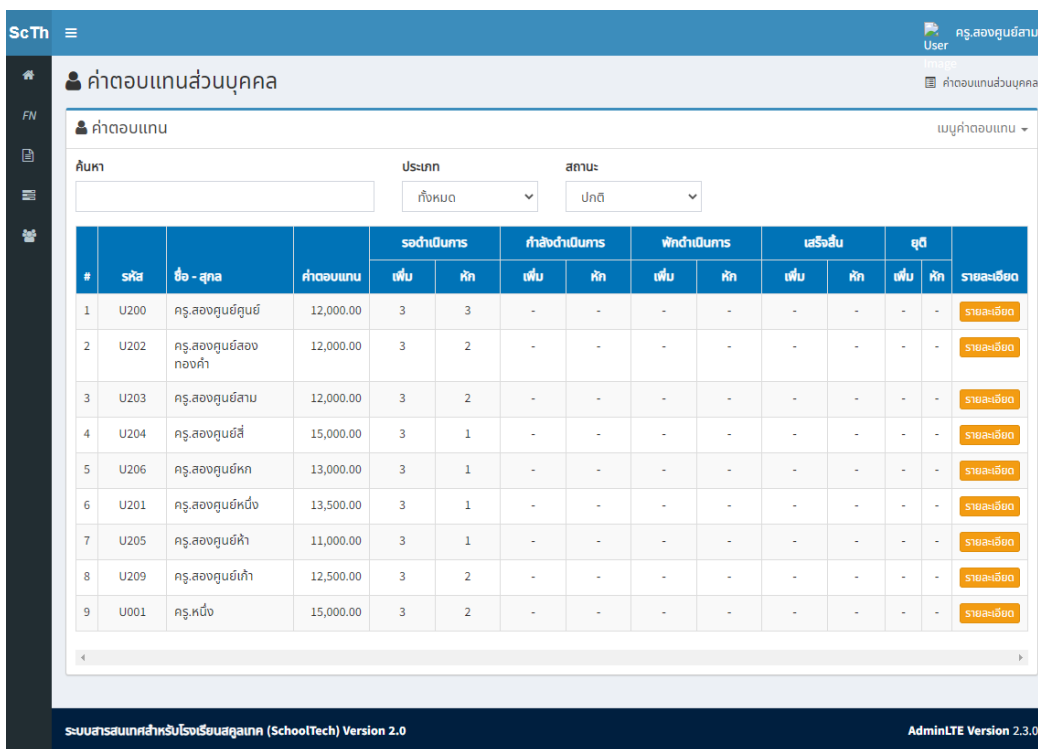 ScTh
User Image ครู.สองศูนย์สาม
ค่าตอบแทนส่วนบุคคล
ค่าตอบแทนส่วนบุคคล
FN
ค่าตอบแทน
เมนูค่าตอบแทน
ค้นหา ประเภท สถานะ
ทั้งหมด ปกติ
# รหัส ชื่อ - สกุล ค่าตอบแทน รอดำเนินการ กำลังดำเนินการ พักดำเนินการ เสร็จสิ้น ยุติ รายละเอียด
เพิ่ม หัก เพิ่ม หัก เพิ่ม หัก เพิ่ม หัก เพิ่ม หัก
1 U200 ครู.สองศูนย์ศูนย์ 12,000.00 3 3 - - - - - - - - รายละเอียด
2 U202 ครู.สองศูนย์สอง 12,000.00 3 2 - - - - - - - - รายละเอียด
ทองคำ
3 U203 ครู.สองศูนย์สาม 12,000.00 3 2 - - - - - - - - รายละเอียด
4 U204 ครู.สองศูนย์สี่ 15,000.00 3 1 - - - - - - - - รายละเอียด
5 U206 ครู.สองศูนย์หก 13,000.00 3 1 - - - - - - - - รายละเอียด
6 U201 ครู.สองศูนย์หนึ่ง 13,500.00 3 1 - - - - - - - - รายละเอียด
7 U205 ครู.สองศูนย์ห้า 11,000.00 3 1 - - - - - - - - รายละเอียด
8 U209 ครู.สองศูนย์เก้า 12,500.00 3 2 - - - - - - - - รายละเอียด
9 U001 ครู.หนึ่ง 15,000.00 3 2 - - - - - - - - รายละเอียด
ระบบสารสนเทศสำหรับโรงเรียนสคูลเทค (SchoolTech) Version 2.0
AdminLTE Version 2.3.0